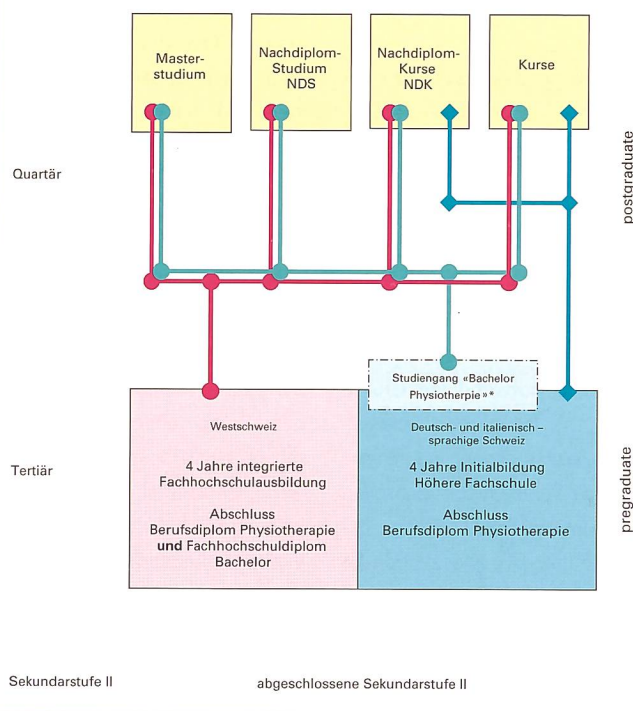 Master-
studium
Nachdiplom-
Studium
NDS
Nachdiplom-
Kurse
NDK
Kurse
Quartär
postgraduate
Studiengang «Bachelor
Physiotherpie»*
Westschweiz
4 Jahre integrierte
Fachhochschulausbildung
Abschluss
Berufsdiplom Physiotherapie
und Fachhochschuldiplom
Bachelor
Deutsch- und italienisch –
sprachige Schweiz
4 Jahre Initialbildung
Höhere Fachschule
Abschluss
Berufsdiplom Physiotherapie
Tertiär
pregraduate
Sekundarstufe II
abgeschlossene Sekundarstufe II